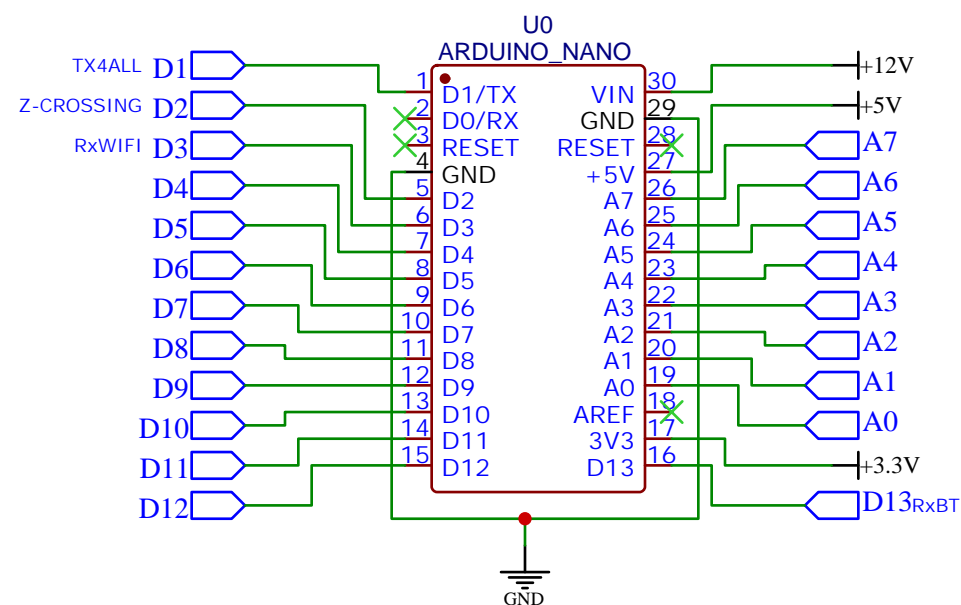 U0
ARDUINO_NANO
TX4ALL D1
Z-CROSSING D2
RxWIFI D3
D4
D5
D6
D7
D8
D9
D10
D11
D12
1 D1/TX
2 D0/RX
3 RESET
4 GND
5 D2
6 D3
7 D4
8 D5
9 D6
10 D7
11 D8
12 D9
13 D10
14 D11
15 D12
VIN 30
GND 29
RESET 28
+5V 27
A7 26
A6 25
A5 24
A4 23
A3 22
A2 21
A1 20
A0 19
AREF 18
3V3 17
D13 16
+12V
+5V
A7
A6
A5
A4
A3
A2
A1
A0
+3.3V
D13 RxBT
GND